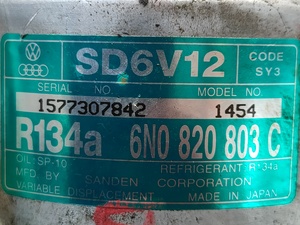 SD6V12
CODE
SY3
SERIAL NO
MODEL NO.
1577307842
1454
R134a 6N0 820 803 C
OIL: SP-10
REFRIGERANT R134a
MFD. BY SANDEN CORPORATION
VARIABLE DISPLACEMENT MADE IN JAPAN